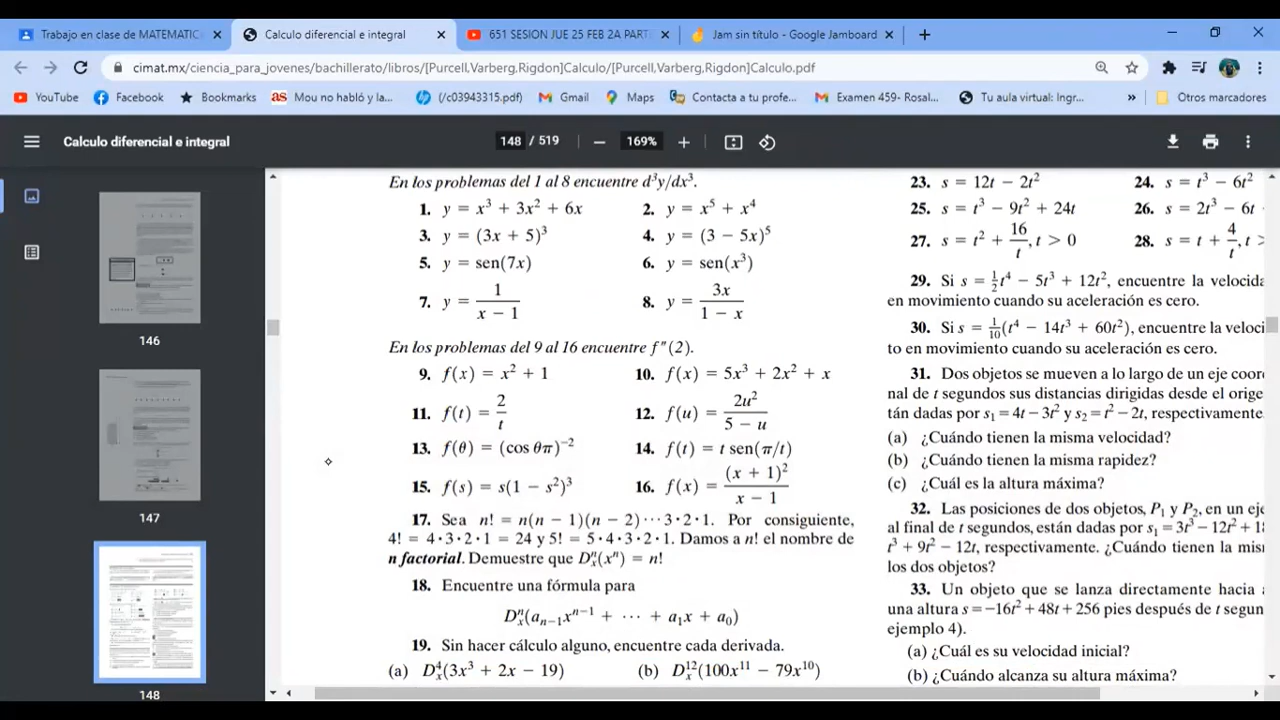 Trabajo en clase de MATEMATIC
Calculo diferencial e integral
651 SESION JUE 25 FEB 2A PART
Jam sin título - Google Jamboard
cimat.mx/ciencia_para_jovenes/bachillerato/libros/[Purcell,Varberg,Rigdon]Calculo/[Purcell,Varberg,Rigdon]Calculo.pdf
YouTube Facebook Bookmarks as Mou no habló y la... (/c03943315.pdf) Gmail Maps Contacta a tu profe... Examen 459- Rosal... Tu aula virtual: Ingr... » Otros marcadores
Calculo diferencial e integral 148 / 519 169%
146
147
148
En los problemas del 1 al 8 encuentre d³y/dx³.
1. y = x³ + 3x² + 6x 2. y = x⁵ + x⁴
3. y = (3x + 5)³ 4. y = (3 − 5x)⁵
5. y = sen(7x) 6. y = sen(x³)
7. y = 1/(x − 1) 8. y = 3x/(1 − x)
En los problemas del 9 al 16 encuentre f″(2).
9. f(x) = x² + 1 10. f(x) = 5x³ + 2x² + x
11. f(t) = 2/t 12. f(u) = 2u²/(5 − u)
13. f(θ) = (cos θπ)⁻² 14. f(t) = t sen(π/t)
15. f(s) = s(1 − s²)³ 16. f(x) = (x + 1)²/(x − 1)
17. Sea n! = n(n − 1)(n − 2)···3·2·1. Por consiguiente,
4! = 4·3·2·1 = 24 y 5! = 5·4·3·2·1. Damos a n! el nombre de
n factorial. Demuestre que Dₓⁿ(xⁿ) = n!
18. Encuentre una fórmula para
Dₓⁿ(aₙ₋₁xⁿ⁻¹ + ··· + a₁x + a₀)
19. Sin hacer cálculo alguno, encuentre cada derivada.
(a) Dₓ⁴(3x³ + 2x − 19) (b) Dₓ¹²(100x¹¹ − 79x¹⁰)
23. s = 12t − 2t² 24. s = t³ − 6t²
25. s = t³ − 9t² + 24t 26. s = 2t³ − 6t
27. s = t² + 16/t, t > 0 28. s = t + 4/t, t >
29. Si s = ½t⁴ − 5t³ + 12t², encuentre la velocida
en movimiento cuando su aceleración es cero.
30. Si s = 1/10(t⁴ − 14t³ + 60t²), encuentre la veloci
to en movimiento cuando su aceleración es cero.
31. Dos objetos se mueven a lo largo de un eje coor
nal de t segundos sus distancias dirigidas desde el orige
tán dadas por s₁ = 4t − 3t² y s₂ = t² − 2t, respectivamente
(a) ¿Cuándo tienen la misma velocidad?
(b) ¿Cuándo tienen la misma rapidez?
(c) ¿Cuál es la altura máxima?
32. Las posiciones de dos objetos, P₁ y P₂, en un eje
al final de t segundos, están dadas por s₁ = 3t³ − 12t² + 18
t³ + 9t² − 12t, respectivamente. ¿Cuándo tienen la mis
los dos objetos?
33. Un objeto que se lanza directamente hacia
una altura s = −16t² + 48t + 256 pies después de t segun
ejemplo 4).
(a) ¿Cuál es su velocidad inicial?
(b) ¿Cuándo alcanza su altura máxima?